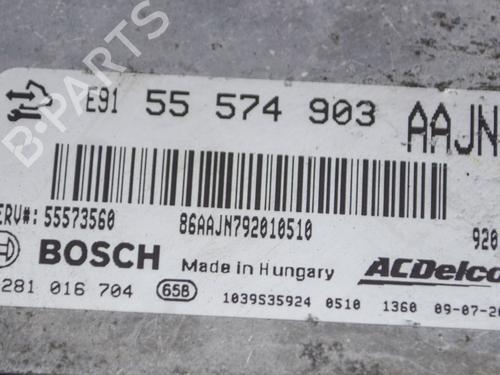 B-PARTS
E91 55 574 903 AAJN
ERV#: 55573560 86AAJN792010510 920
BOSCH Made in Hungary ACDelco
281 016 704 65B 1039S35924 0510 1360 09-07-20